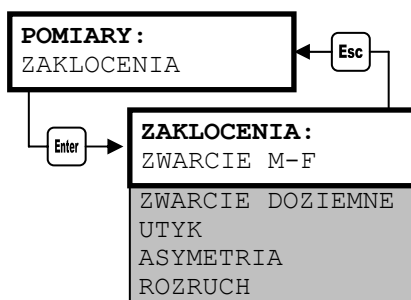 POMIARY:
ZAKLOCENIA
Esc
Enter
ZAKLOCENIA:
ZWARCIE M-F
ZWARCIE DOZIEMNE
UTYK
ASYMETRIA
ROZRUCH